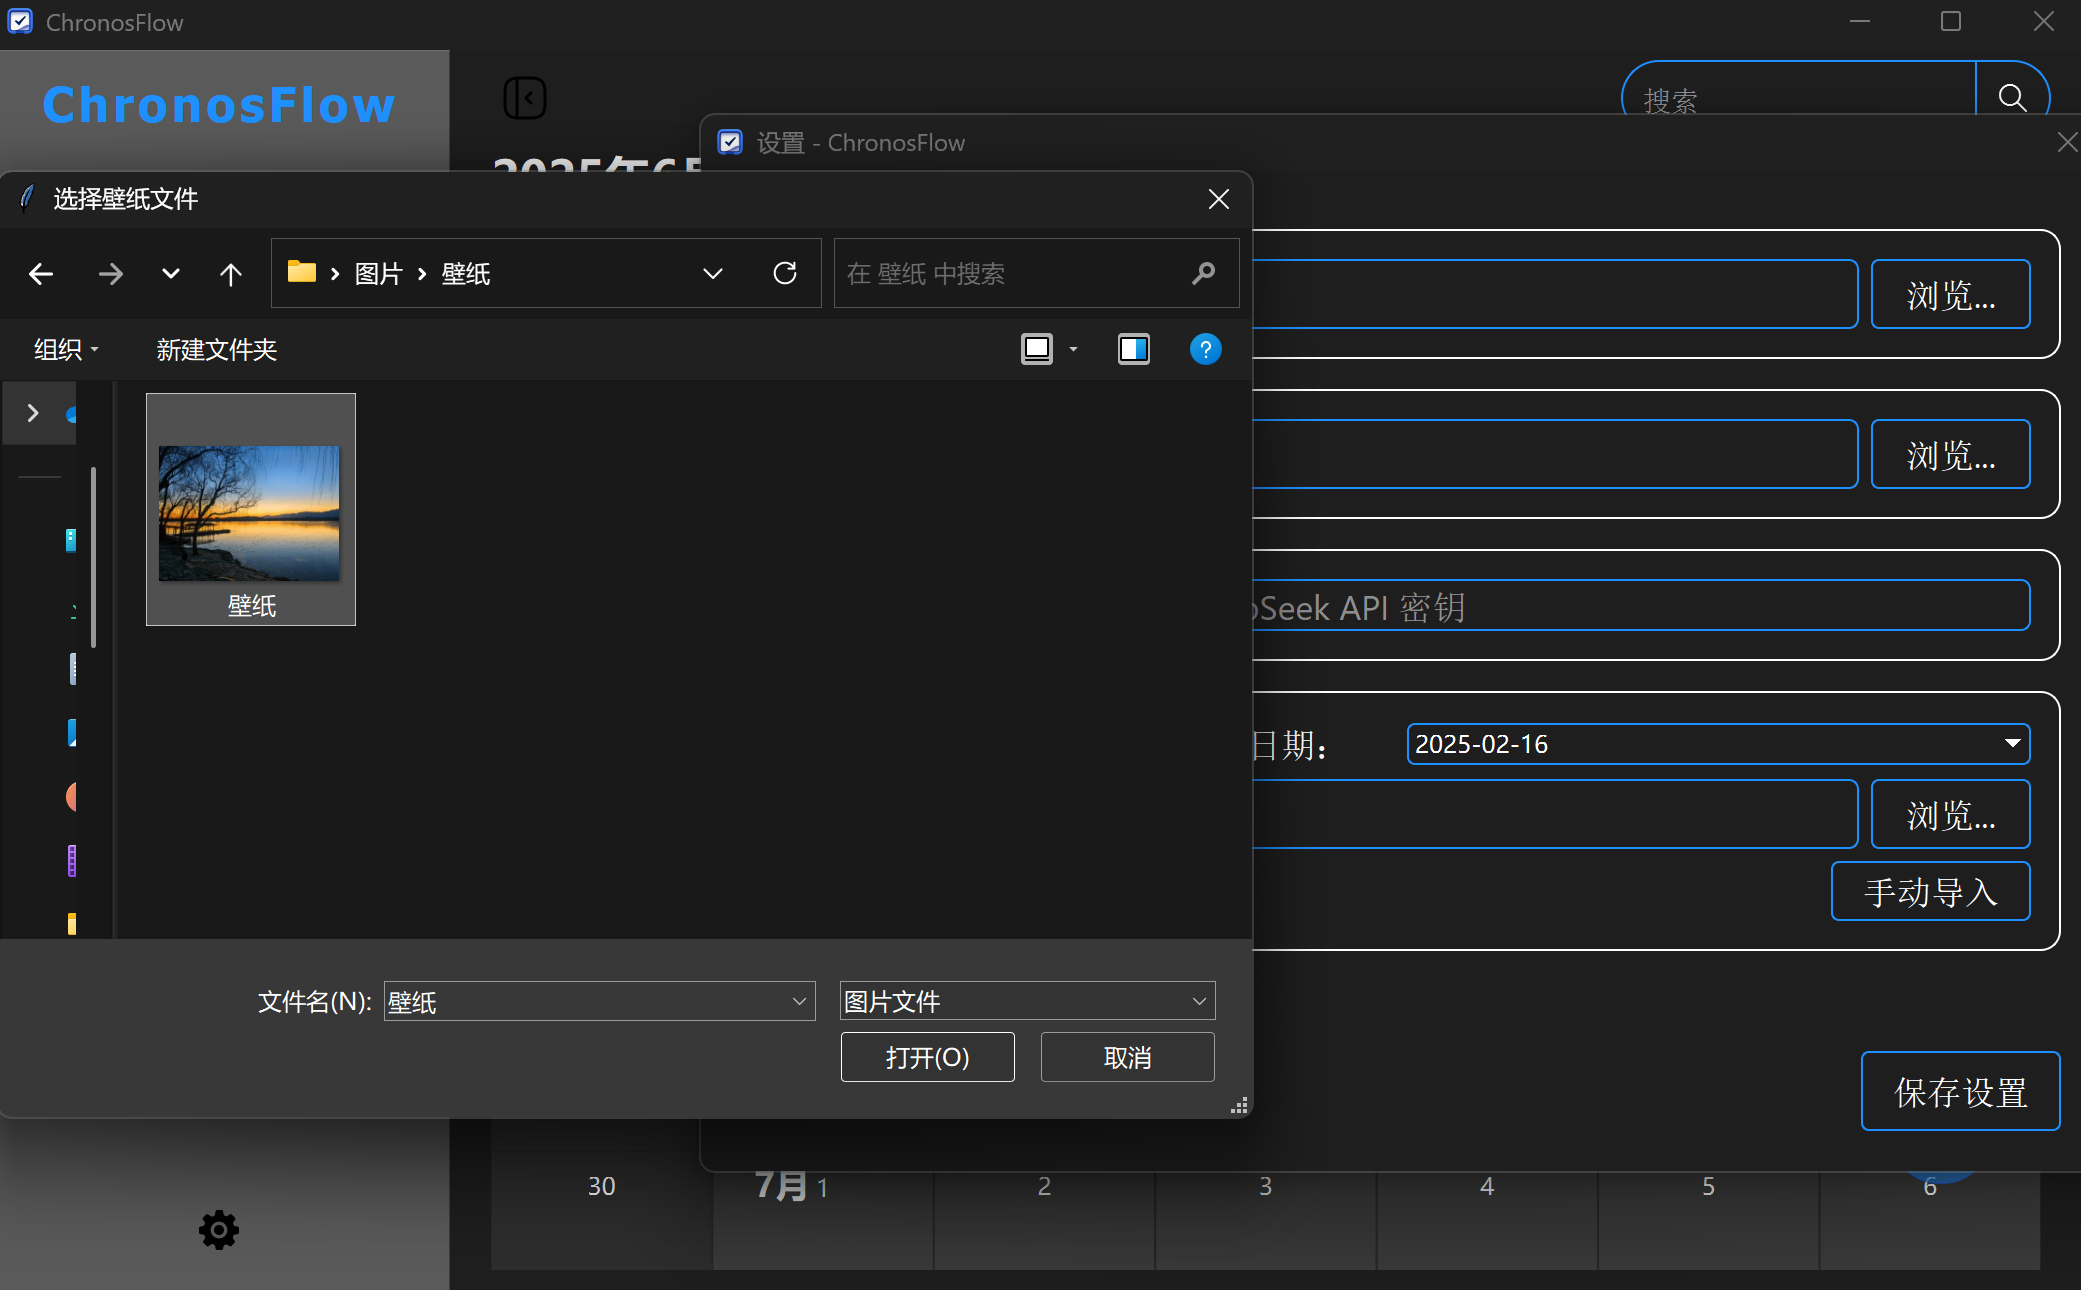 ChronosFlow
ChronosFlow
搜索
设置 - ChronosFlow
选择壁纸文件
图片 壁纸
在 壁纸 中搜索
浏览...
组织
新建文件夹
浏览...
壁纸
Seek API 密钥
日期：
2025-02-16
浏览...
手动导入
文件名(N):
壁纸
图片文件
打开(O)
取消
保存设置
30
7月 1
2
3
4
5
6